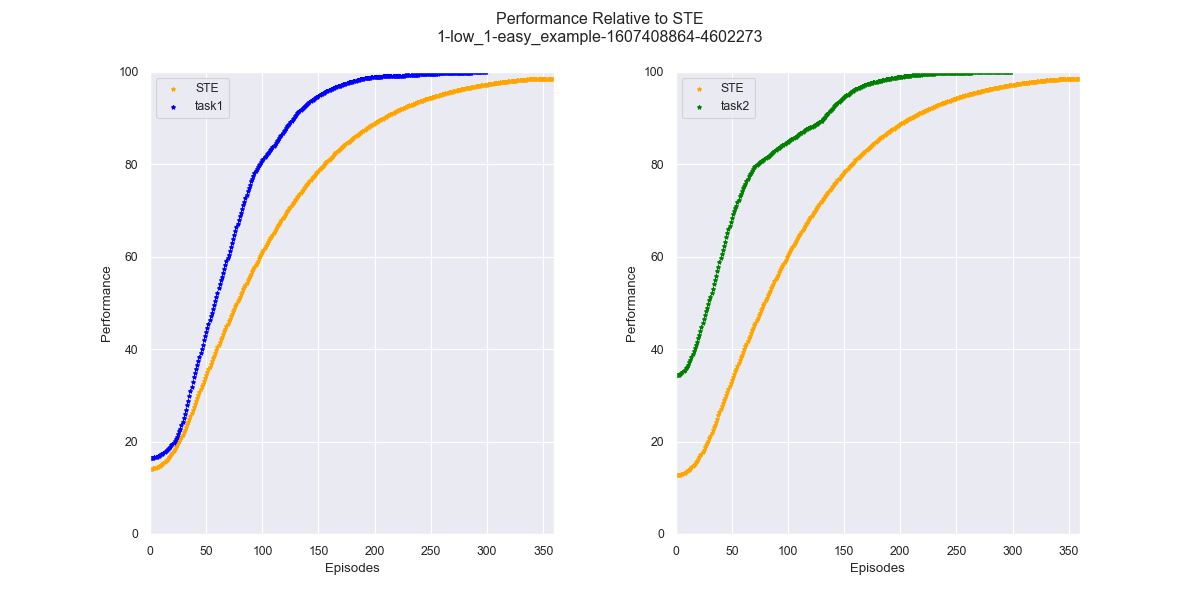 Performance Relative to STE
1-low_1-easy_example-1607408864-4602273
100
80
60
40
20
0
Performance
STE
task1
0 50 100 150 200 250 300 350
Episodes
100
80
60
40
20
0
Performance
STE
task2
0 50 100 150 200 250 300 350
Episodes